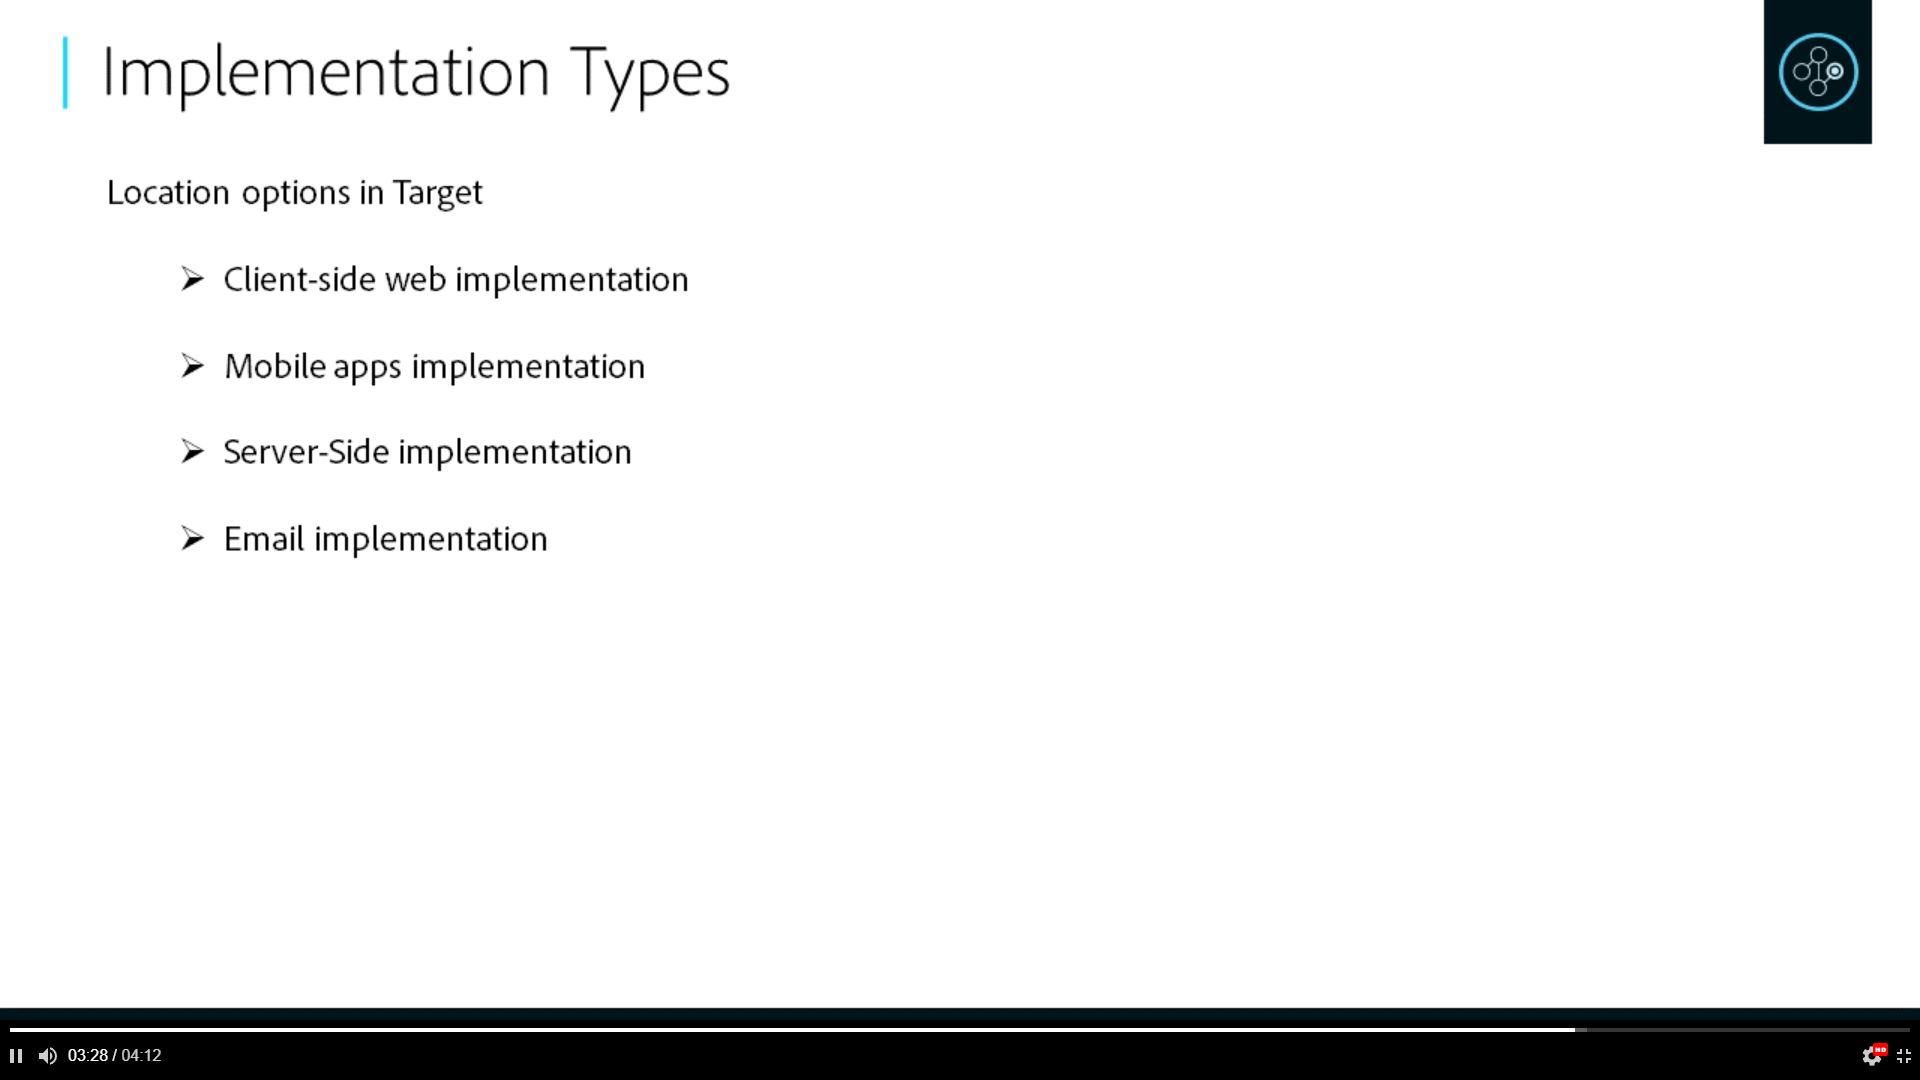 Implementation Types
Location options in Target
➢ Client-side web implementation
➢ Mobile apps implementation
➢ Server-Side implementation
➢ Email implementation
03:28 / 04:12
HD